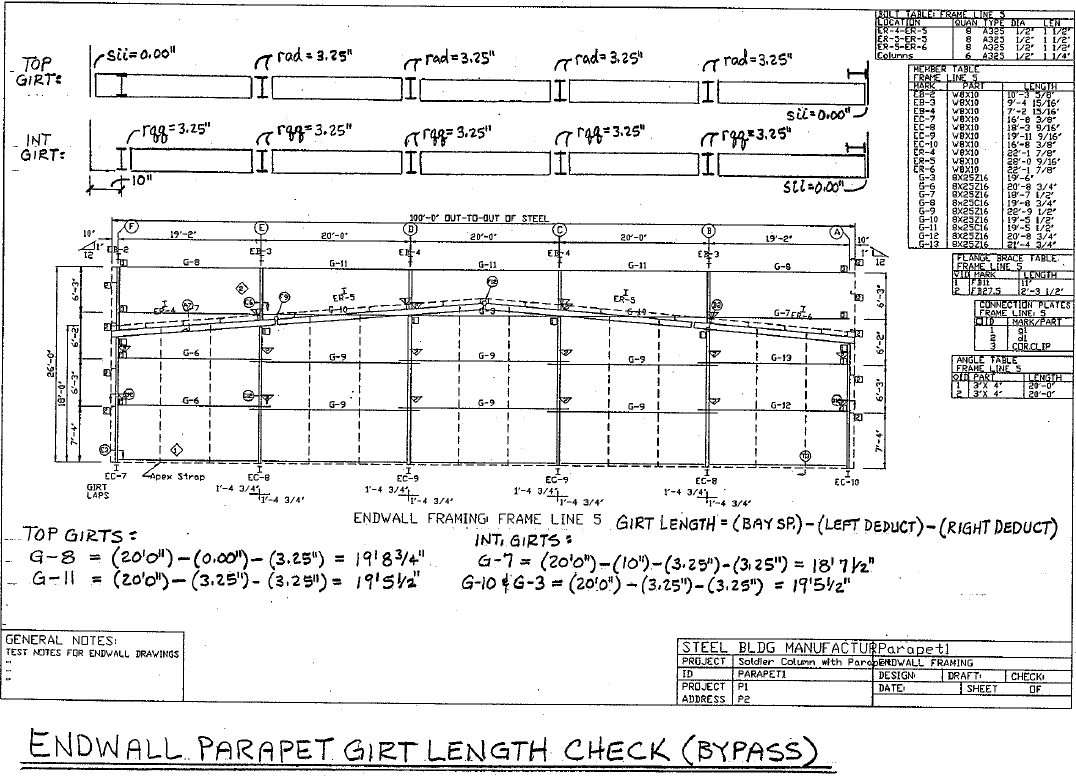 TOP GIRT:
sii=0.00"
rad=3.25"
rad=3.25"
rad=3.25"
rad=3.25"
sii=0.00"
INT GIRT:
rgg=3.25"
rgg=3.25"
rgg=3.25"
rgg=3.25"
rgg=3.25"
10"
sii=0.00"
BOLT TABLE: FRAME LINE 5
LOCATION QUAN TYPE DIA LEN
ER-4-ER-5 8 A325 1/2" 1 1/2"
ER-5-ER-5 8 A325 1/2" 1 1/2"
ER-5-ER-6 8 A325 1/2" 1 1/2"
Columns 6 A325 1/2" 1 1/4"
MEMBER TABLE
FRAME LINE 5
MARK PART LENGTH
EB-2 W8X10 10'-3 5/8"
EB-3 W8X10 9'-4 15/16"
EB-4 W8X10 7'-2 13/16"
EC-7 W8X10 16'-8 3/8"
EC-8 W8X10 18'-3 9/16"
EC-9 W8X10 19'-11 9/16"
EC-10 W8X10 16'-8 3/8"
ER-4 W8X10 22'-1 7/8"
ER-5 W8X10 28'-0 9/16"
ER-6 W8X10 22'-1 7/8"
G-3 8X25Z16 19'-6"
G-6 8X25Z16 20'-8 3/4"
G-7 8X25Z16 18'-7 1/2"
G-8 8x25C16 19'-8 3/4"
G-9 8X25Z16 22'-9 1/2"
G-10 8X25Z16 19'-5 1/2"
G-11 8x25C16 19'-5 1/2"
G-12 8X25Z16 20'-8 3/4"
G-13 8X25Z16 21'-4 3/4"
FLANGE BRACE TABLE
FRAME LINE 5
VID MARK LENGTH
1 FB11 11"
2 FB27.5 2'-3 1/2"
CONNECTION PLATES
FRAME LINE: 5
ID MARK/PART
1 g1
2 d1
3 COR.CLIP
ANGLE TABLE
FRAME LINE 5
ID PART LENGTH
1 3"X 4" 20'-0"
2 3"X 4" 20'-0"
100'-0" OUT-TO-OUT OF STEEL
F E D C B A
10" 19'-2" 20'-0" 20'-0" 20'-0" 19'-2" 10"
1" 12 1" 12
EB-2 EB-3 EB-4 EB-4 EB-3
G-8 G-11 G-11 G-11 G-8
ER-4 G-7 ER-5 G-10 G-3 ER-5 G-10 G-7 ER-6
G-6 G-9 G-9 G-9 G-13
G-6 G-9 G-9 G-9 G-12
26'-0" 18'-0"
6'-3" 6'-2" 6'-3" 7'-4"
6'-3" 6'-2" 6'-3" 7'-4"
EC-7 EC-8 EC-9 EC-9 EC-8 EC-10
Apex Strap
GIRT LAPS
1'-4 3/4" 1'-4 3/4" 1'-4 3/4" 1'-4 3/4" 1'-4 3/4" 1'-4 3/4" 1'-4 3/4" 1'-4 3/4"
ENDWALL FRAMING: FRAME LINE 5
GIRT LENGTH = (BAY SP.) - (LEFT DEDUCT) - (RIGHT DEDUCT)
TOP GIRTS:
G-8 = (20'0") - (0.00") - (3.25") = 19'8 3/4"
G-11 = (20'0") - (3.25") - (3.25") = 19'5 1/2"
INT. GIRTS:
G-7 = (20'0") - (10") - (3.25") - (3.25") = 18'7 1/2"
G-10 & G-3 = (20'0") - (3.25") - (3.25") = 19'5 1/2"
GENERAL NOTES:
TEST NOTES FOR ENDWALL DRAWINGS
STEEL BLDG MANUFACTUR
Parapet1
PROJECT Soldier Column with Parap
ENDWALL FRAMING
ID PARAPET1
DESIGN: DRAFT: CHECK:
PROJECT P1
DATE: SHEET OF
ADDRESS P2
ENDWALL PARAPET GIRT LENGTH CHECK (BYPASS)